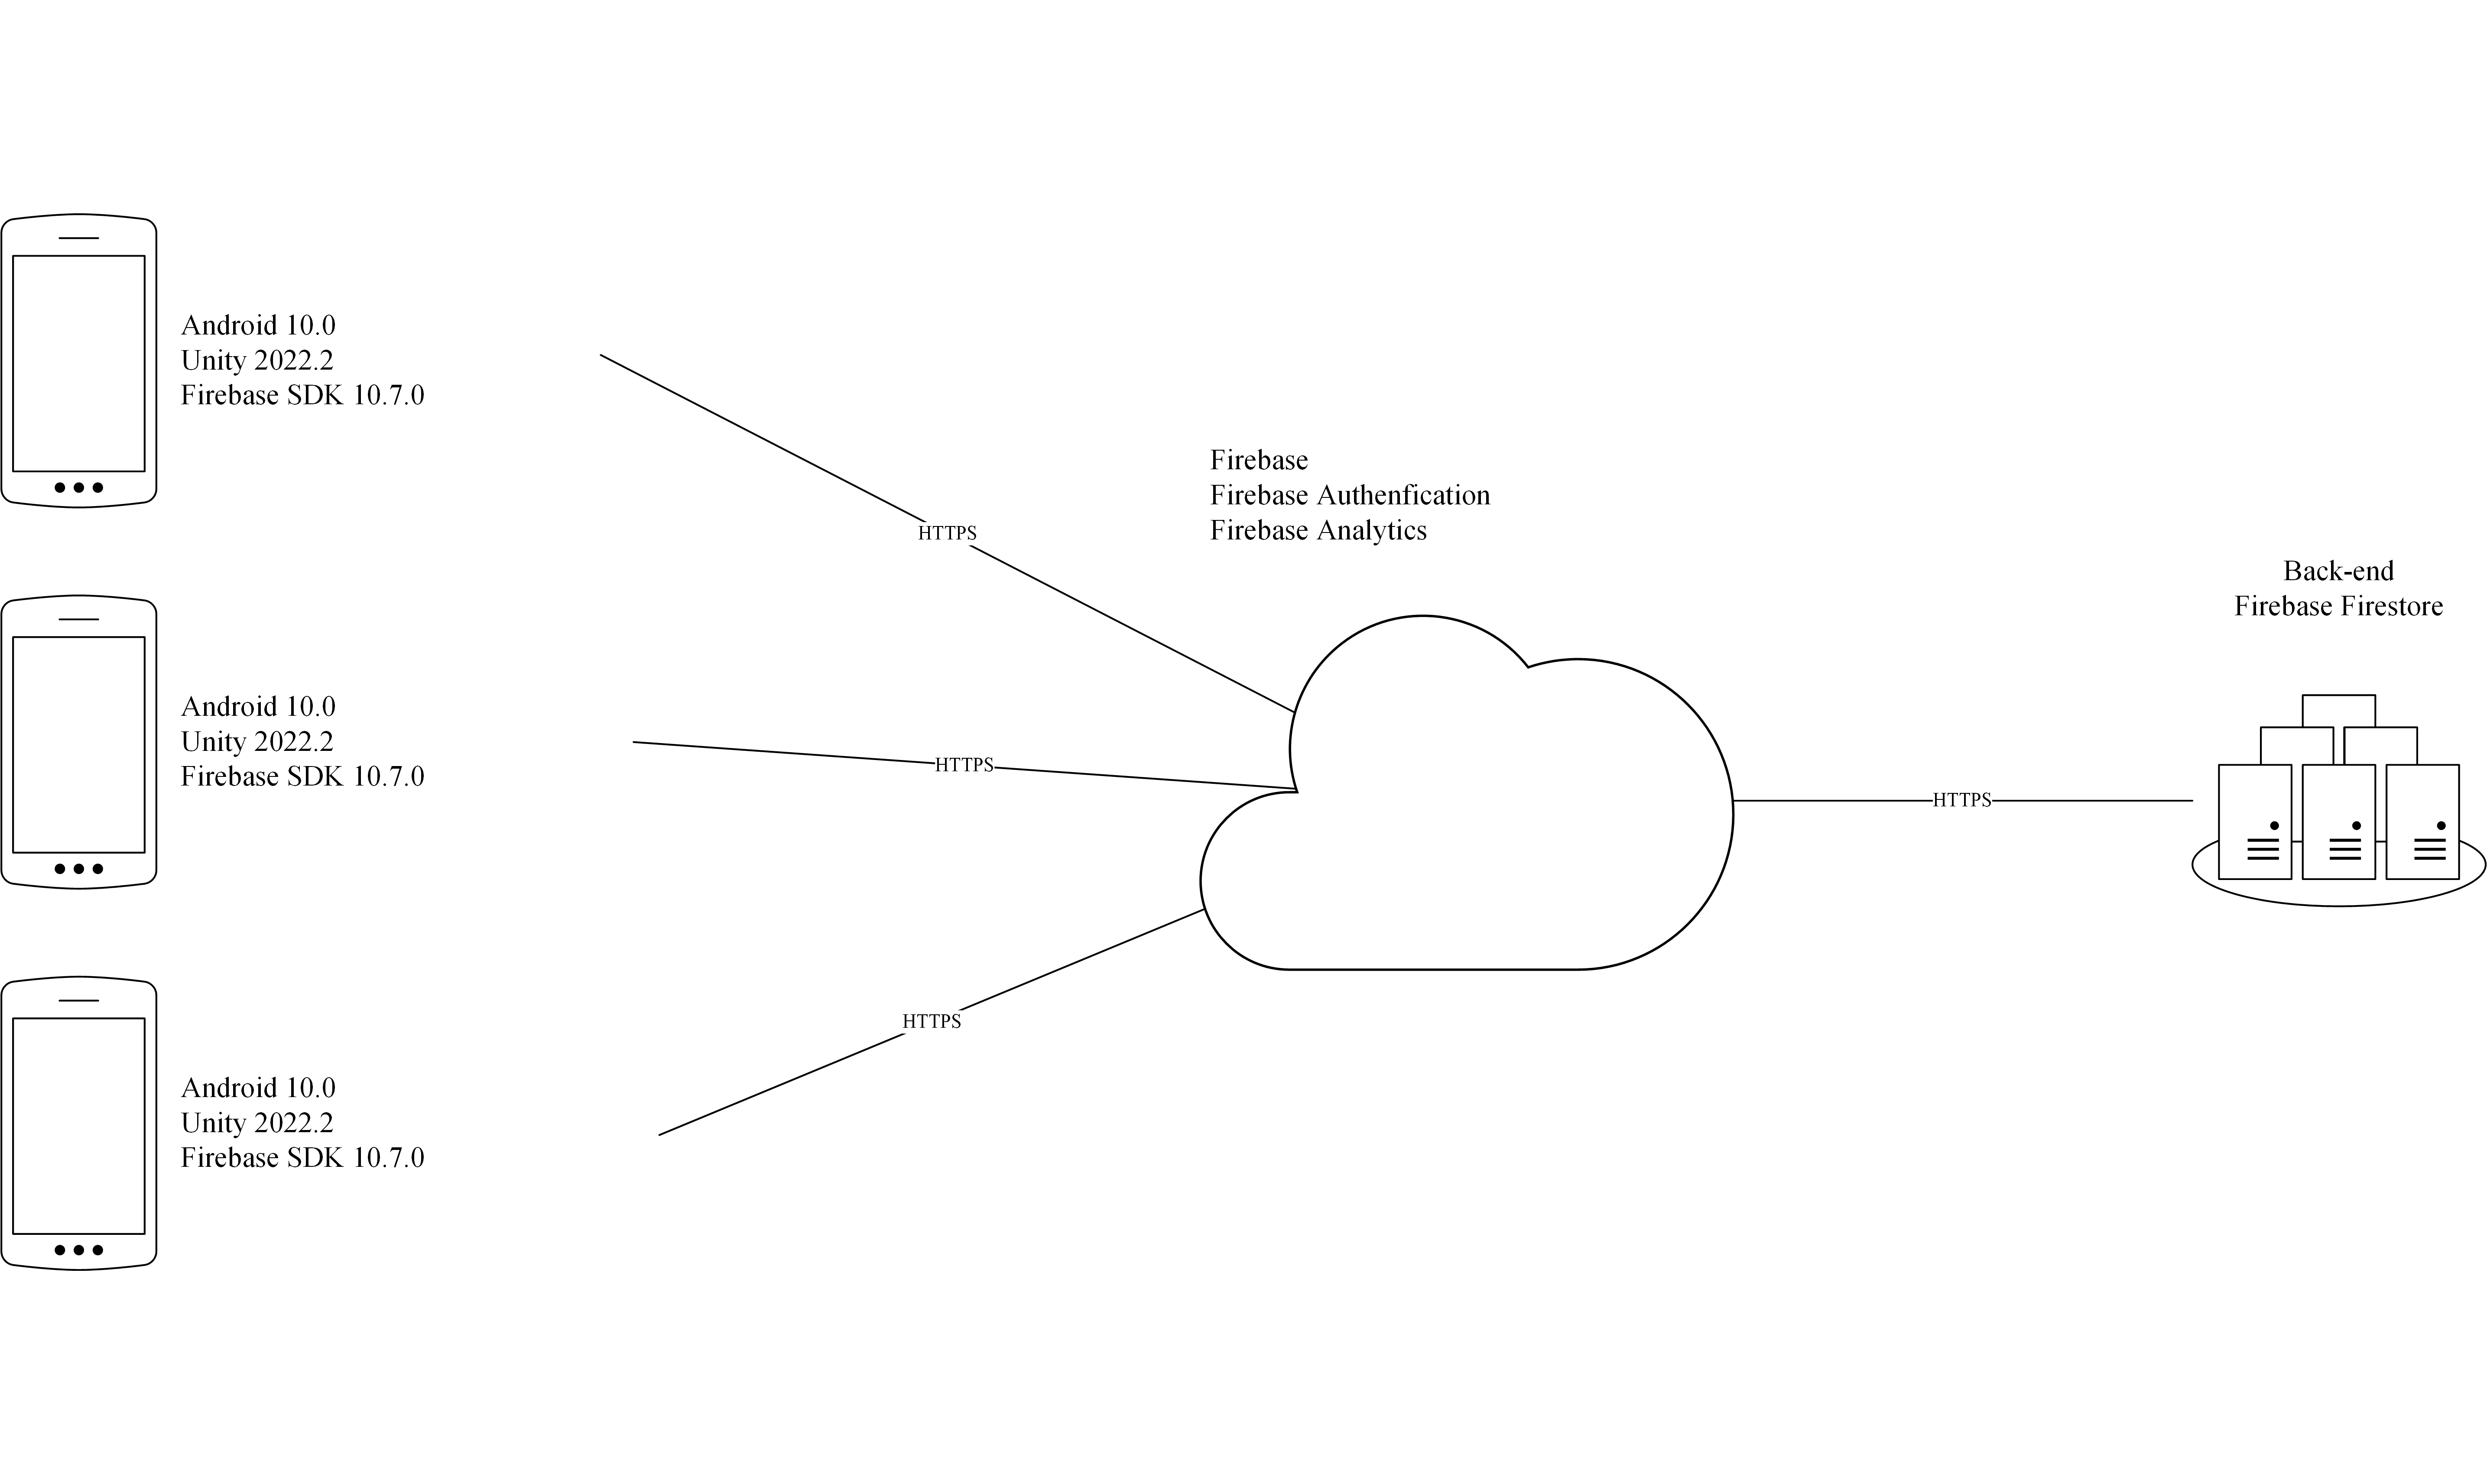 Android 10.0
Unity 2022.2
Firebase SDK 10.7.0
HTTPS
Firebase
Firebase Authenfication
Firebase Analytics
Back-end
Firebase Firestore
Android 10.0
Unity 2022.2
Firebase SDK 10.7.0
HTTPS
HTTPS
Android 10.0
Unity 2022.2
Firebase SDK 10.7.0
HTTPS